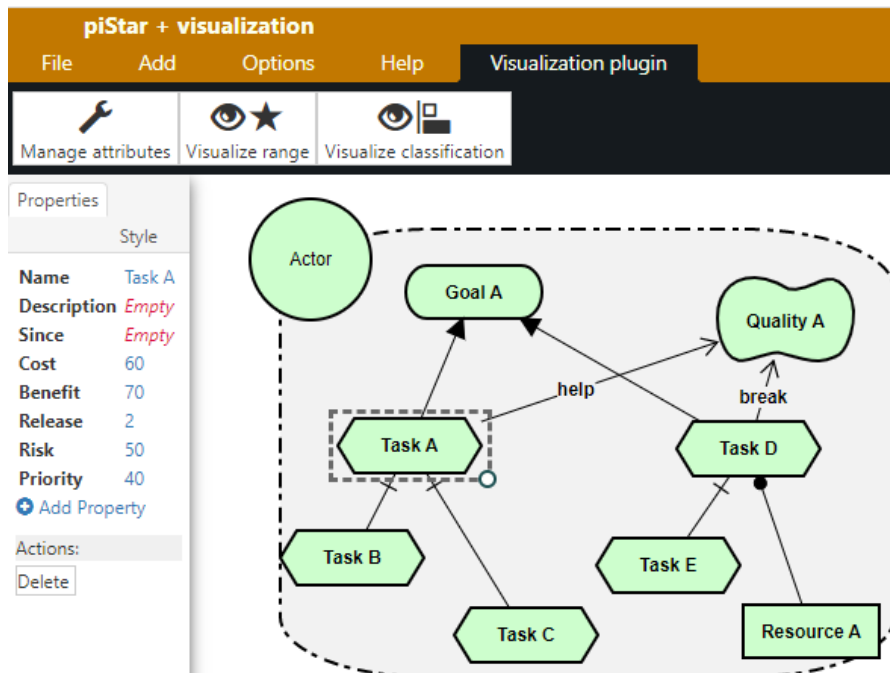 piStar + visualization
File Add Options Help Visualization plugin
Manage attributes Visualize range Visualize classification
Properties
Style
Name Task A
Description Empty
Since Empty
Cost 60
Benefit 70
Release 2
Risk 50
Priority 40
Add Property
Actions:
Delete
Actor
Goal A
Quality A
help
break
Task A
Task D
Task B
Task E
Task C
Resource A